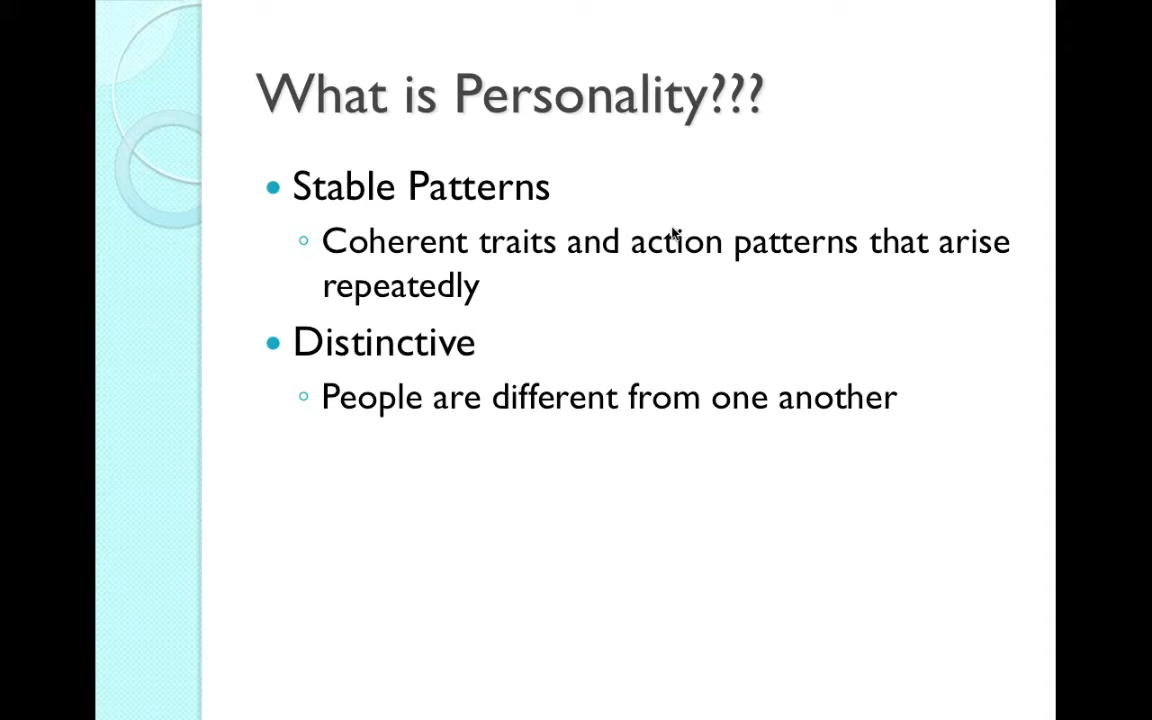 What is Personality???
Stable Patterns
Coherent traits and action patterns that arise
repeatedly
Distinctive
People are different from one another